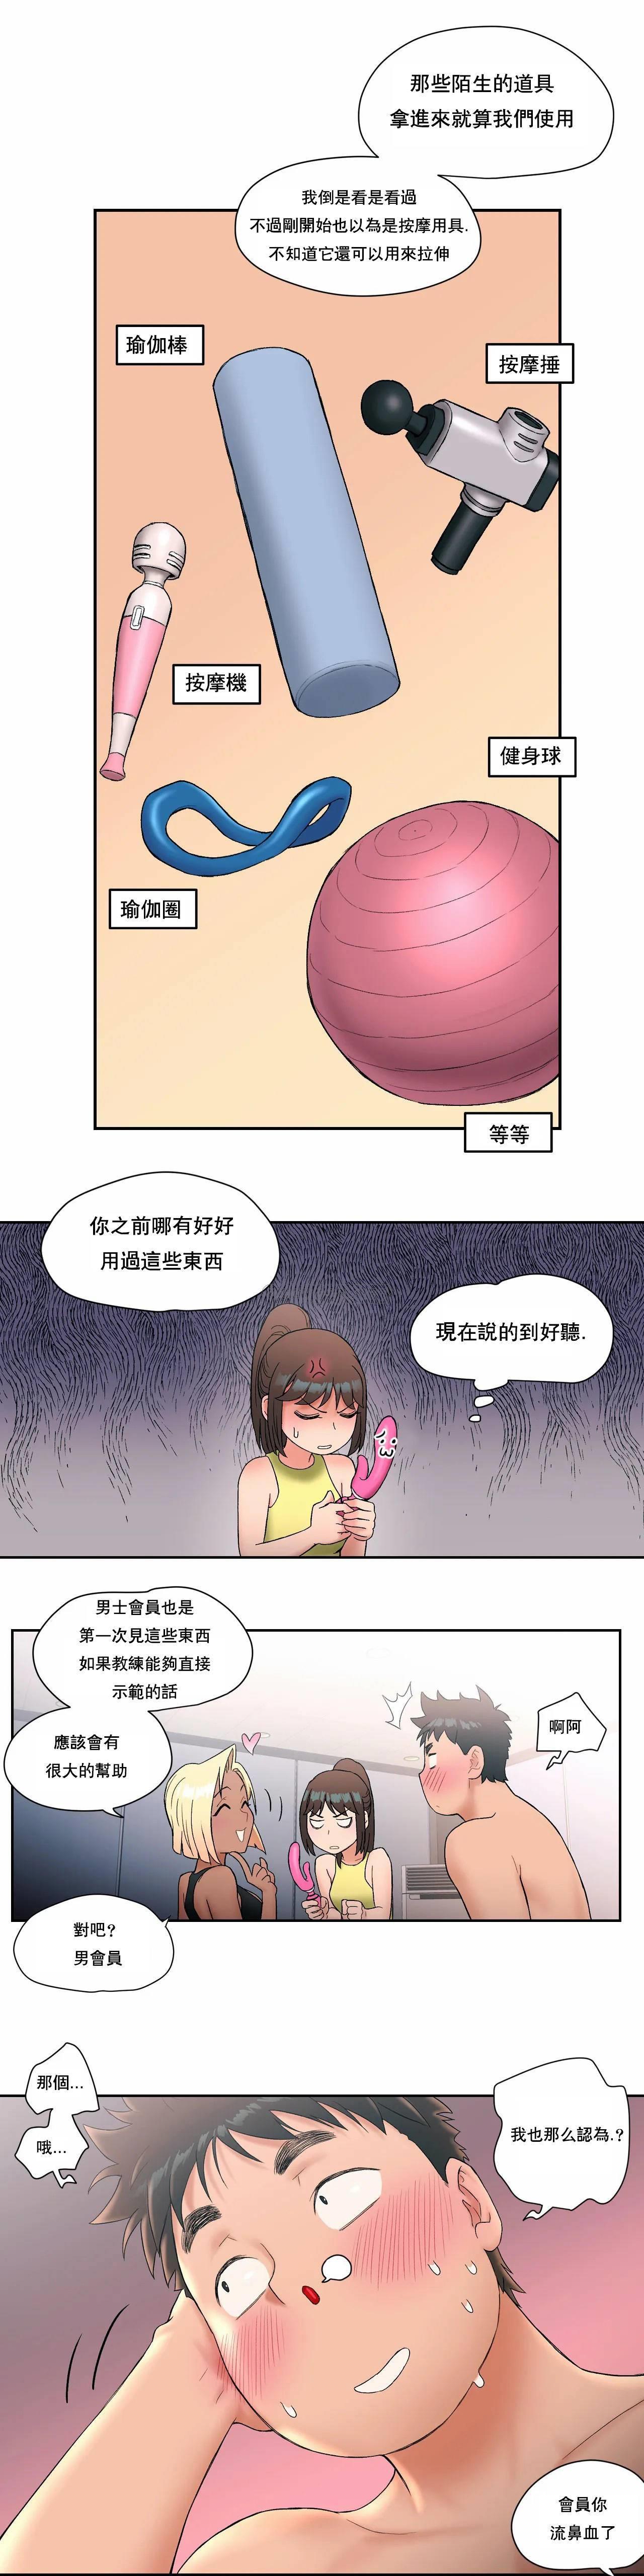 那些陌生的道具
拿進來就算我們使用
我倒是看是看過
不過剛開始也以為是按摩用具.
不知道它還可以用來拉伸
瑜伽棒
按摩捶
按摩機
健身球
瑜伽圈
等等
你之前哪有好好
用過這些東西
現在說的到好聽.
男士會員也是
第一次見這些東西
如果教練能夠直接
示範的話
應該會有
很大的幫助
啊阿
對吧?
男會員
那個...
哦...
我也那么認為.?
會員你
流鼻血了